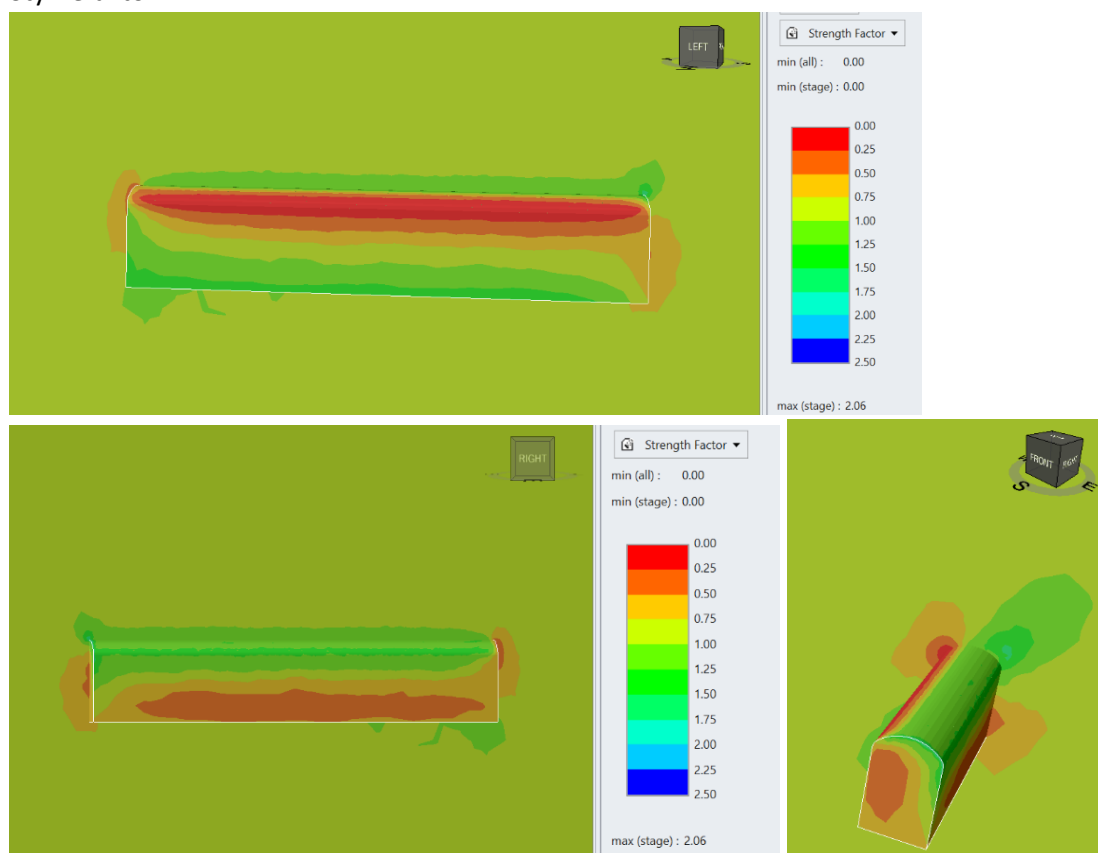 LEFT
Strength Factor
min (all) : 0.00
min (stage) : 0.00
0.00
0.25
0.50
0.75
1.00
1.25
1.50
1.75
2.00
2.25
2.50
max (stage) : 2.06
RIGHT
Strength Factor
min (all) : 0.00
min (stage) : 0.00
0.00
0.25
0.50
0.75
1.00
1.25
1.50
1.75
2.00
2.25
2.50
max (stage) : 2.06
FRONT
RIGHT
S
E